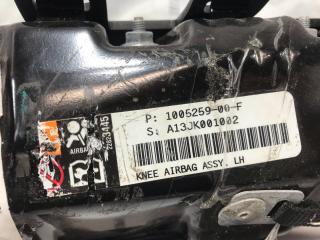 P: 1005259-00-F
S: A13JK001002
KNEE AIRBAG ASSY. LH
AIRBAG